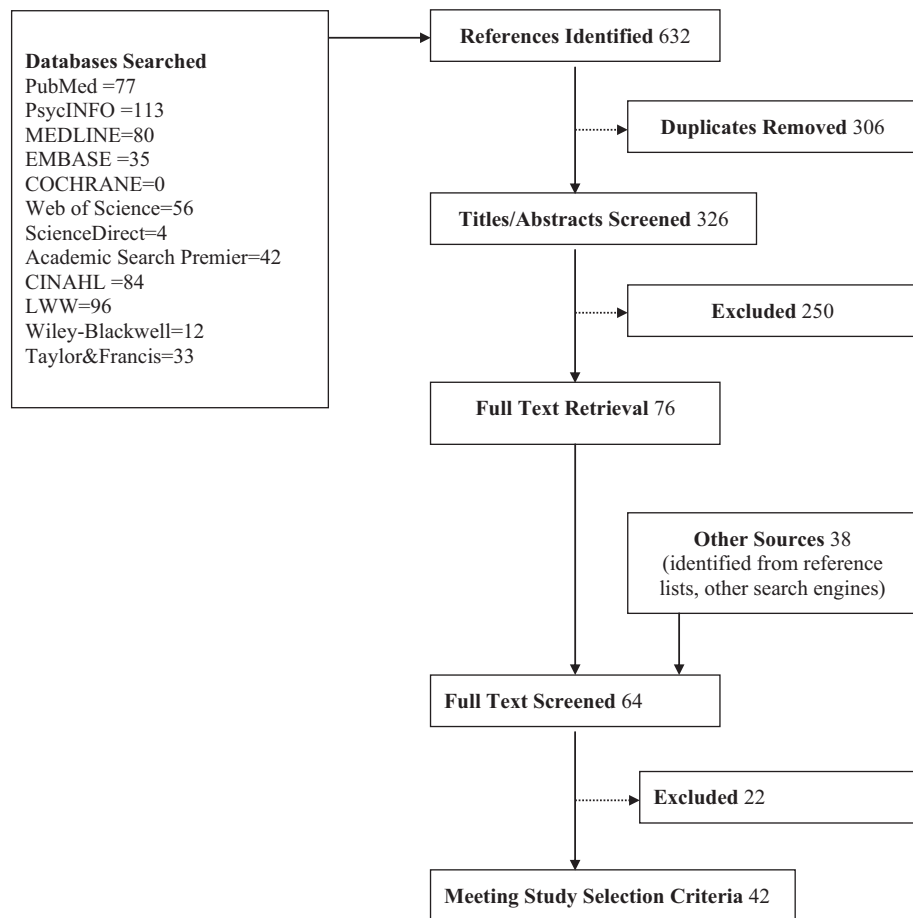 Databases Searched
PubMed =77
PsycINFO =113
MEDLINE=80
EMBASE =35
COCHRANE=0
Web of Science=56
ScienceDirect=4
Academic Search Premier=42
CINAHL =84
LWW=96
Wiley-Blackwell=12
Taylor&Francis=33
References Identified 632
Duplicates Removed 306
Titles/Abstracts Screened 326
Excluded 250
Full Text Retrieval 76
Other Sources 38
(identified from reference
lists, other search engines)
Full Text Screened 64
Excluded 22
Meeting Study Selection Criteria 42